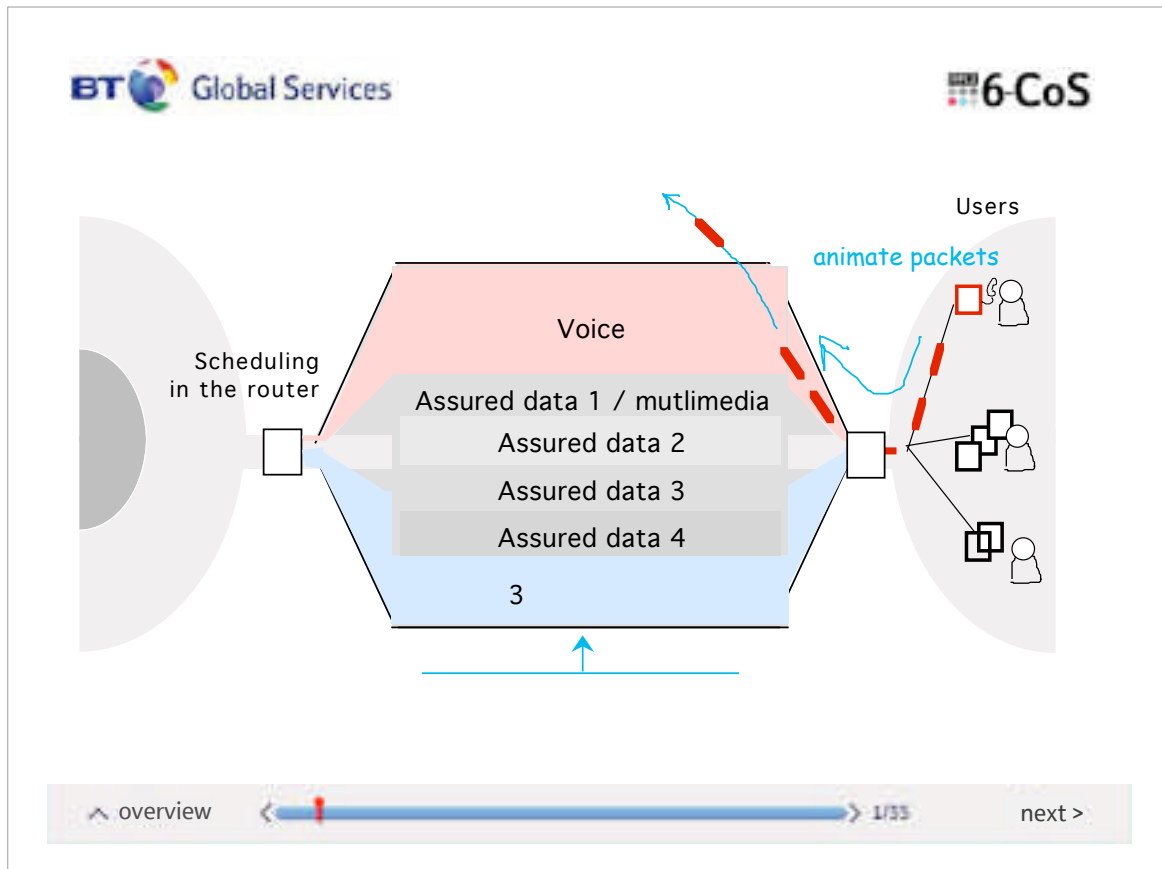 BT Global Services
6-CoS
Users
animate packets
Voice
Scheduling
in the router
Assured data 1 / mutlimedia
Assured data 2
Assured data 3
Assured data 4
3
overview
1/35
next >